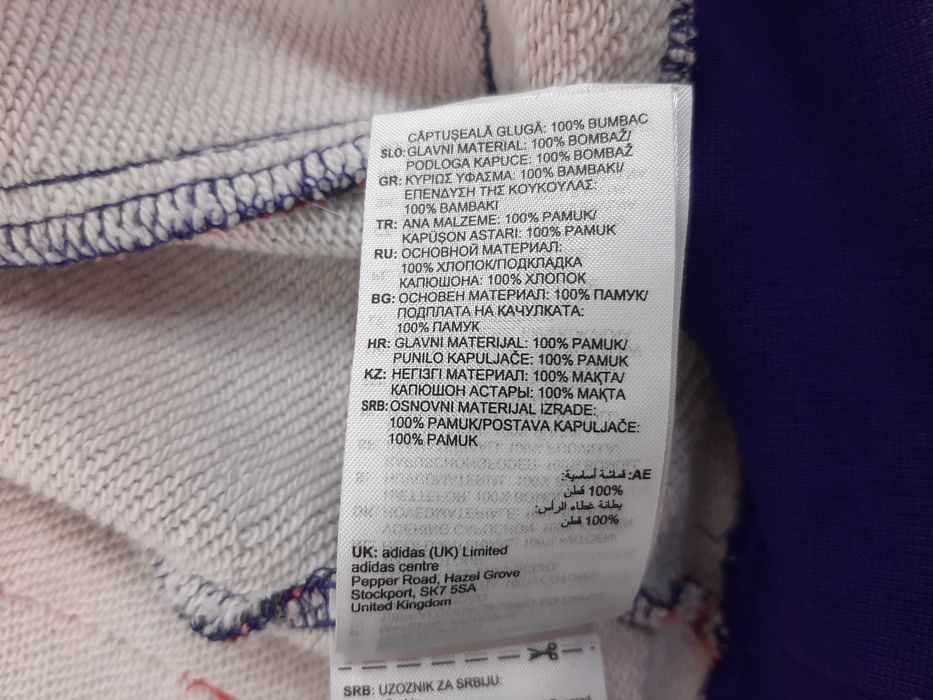 CĂPTUȘEALĂ GLUGĂ: 100% BUMBAC
SLO: GLAVNI MATERIAL: 100% BOMBAŽ/
PODLOGA KAPUCE: 100% BOMBAŽ
GR: ΚΥΡΙΩΣ ΥΦΑΣΜΑ: 100% ΒΑΜΒΑΚΙ/
ΕΠΕΝΔΥΣΗ ΤΗΣ ΚΟΥΚΟΥΛΑΣ:
100% ΒΑΜΒΑΚΙ
TR: ANA MALZEME: 100% PAMUK/
KAPÜŞON ASTARI: 100% PAMUK
RU: ОСНОВНОЙ МАТЕРИАЛ:
100% ХЛОПОК/ПОДКЛАДКА
КАПЮШОНА: 100% ХЛОПОК
BG: ОСНОВЕН МАТЕРИАЛ: 100% ПАМУК/
ПОДПЛАТА НА КАЧУЛКАТА:
100% ПАМУК
HR: GLAVNI MATERIJAL: 100% PAMUK/
PUNILO KAPULJAČE: 100% PAMUK
KZ: НЕГІЗГІ МАТЕРИАЛ: 100% МАҚТА/
КАПЮШОН АСТАРЫ: 100% МАҚТА
SRB: OSNOVNI MATERIJAL IZRADE:
100% PAMUK/POSTAVA KAPULJAČE:
100% PAMUK
AE: قماشة أساسية:
100% قطن
بطانة غطاء الرأس:
100% قطن
UK: adidas (UK) Limited
adidas centre
Pepper Road, Hazel Grove
Stockport, SK7 5SA
United Kingdom
SRB: UZOZNIK ZA SRBIJU: